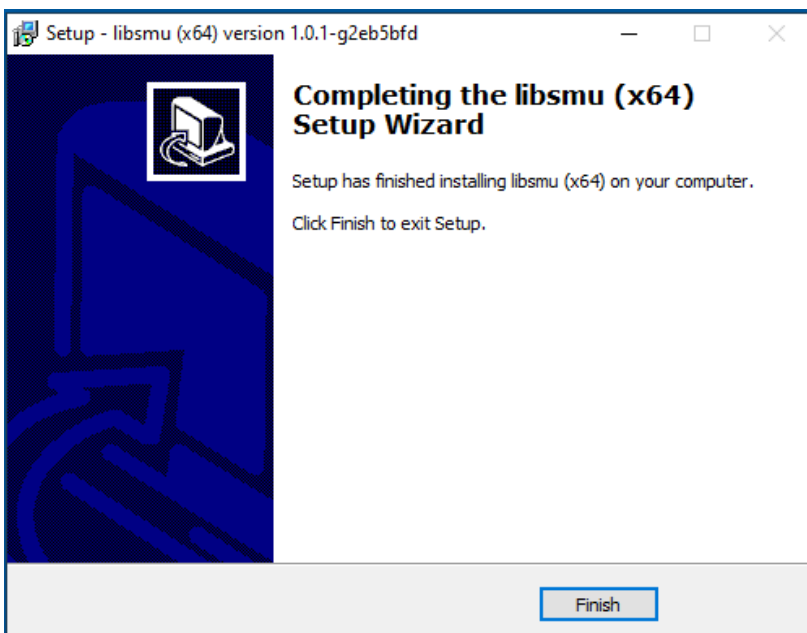 Setup - libsmu (x64) version 1.0.1-g2eb5bfd
Completing the libsmu (x64)
Setup Wizard
Setup has finished installing libsmu (x64) on your computer.
Click Finish to exit Setup.
Finish